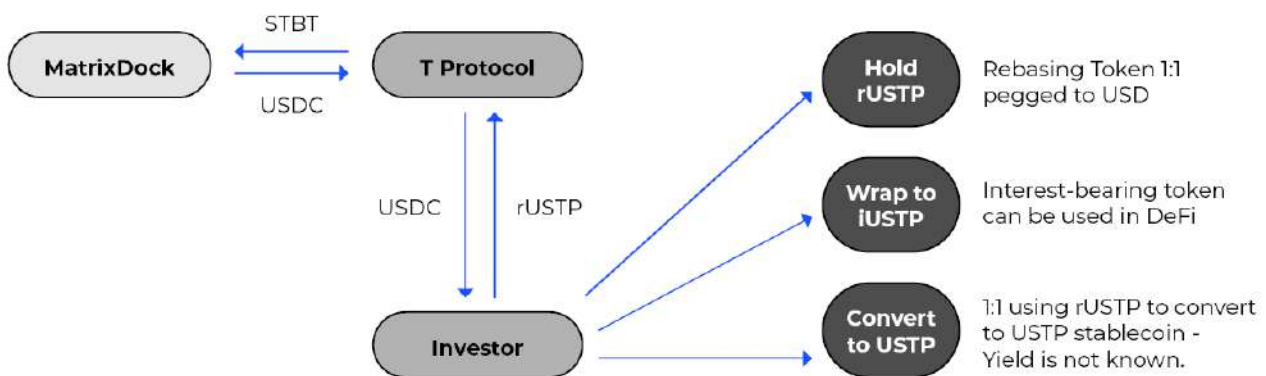 STBT
MatrixDock
T Protocol
USDC
Hold
rUSTP
Rebasing Token 1:1
pegged to USD
USDC
rUSTP
Wrap to
iUSTP
Interest-bearing token
can be used in DeFi
Investor
Convert
to USTP
1:1 using rUSTP to convert
to USTP stablecoin -
Yield is not known.